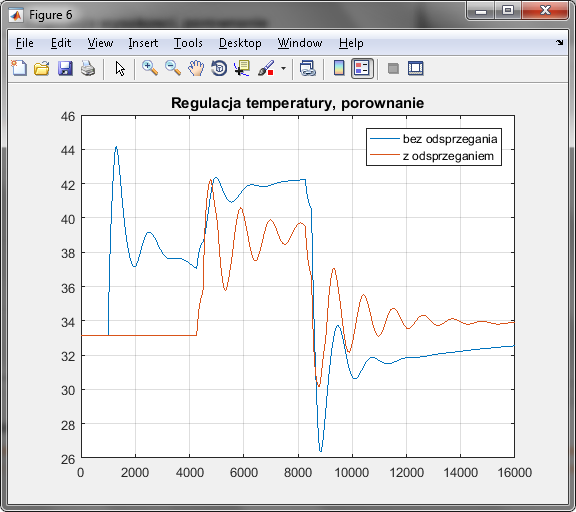 Figure 6
File Edit View Insert Tools Desktop Window Help
Regulacja temperatury, porownanie
bez odsprzegania
z odsprzeganiem
46
44
42
40
38
36
34
32
30
28
26
0 2000 4000 6000 8000 10000 12000 14000 16000